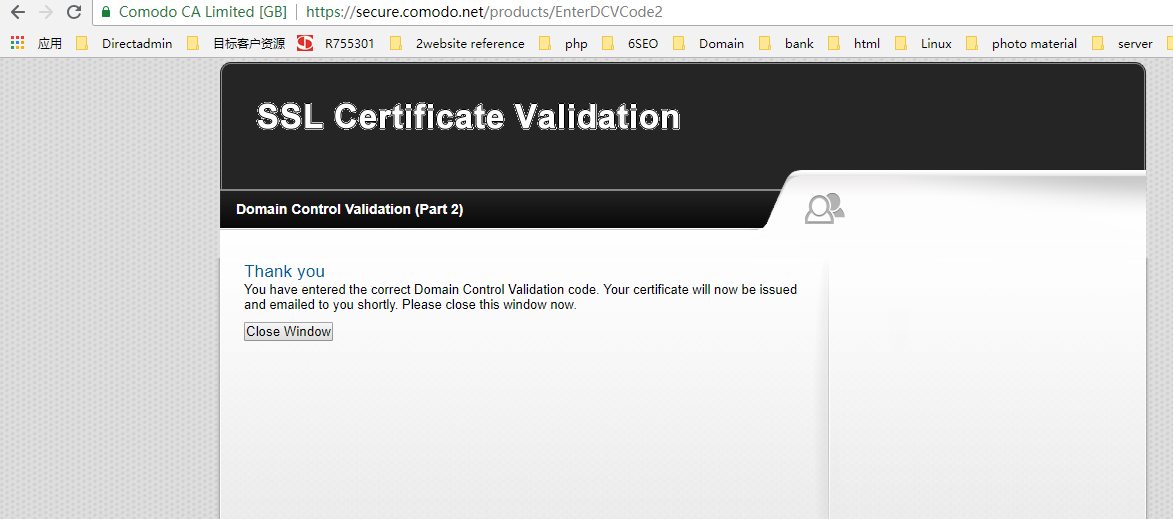 Comodo CA Limited [GB] | https://secure.comodo.net/products/EnterDCVCode2
应用 Directadmin 目标客户资源 R755301 2website reference php 6SEO Domain bank html Linux photo material server
SSL Certificate Validation
Domain Control Validation (Part 2)
Thank you
You have entered the correct Domain Control Validation code. Your certificate will now be issued
and emailed to you shortly. Please close this window now.
Close Window